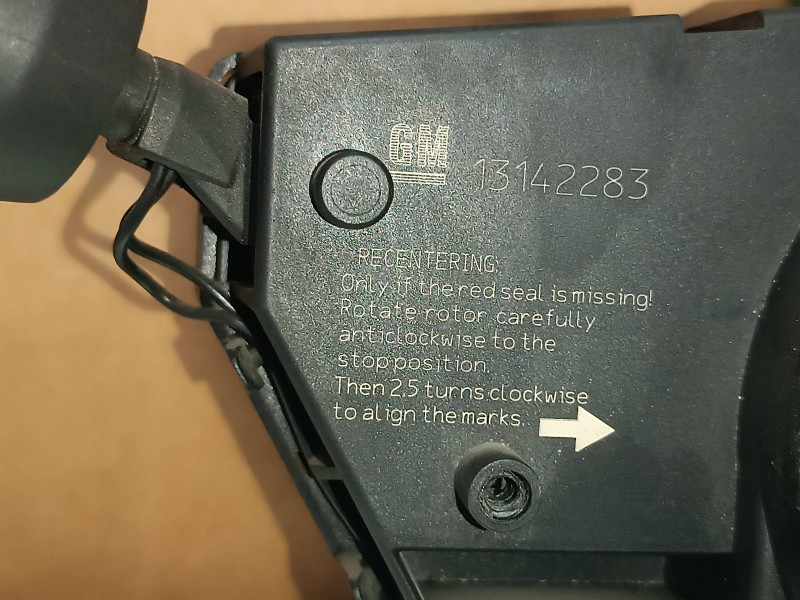 GM
13142283
RECENTERING:
Only if the red seal is missing!
Rotate rotor carefully
anticlockwise to the
stop position.
Then 2,5 turns clockwise
to align the marks.